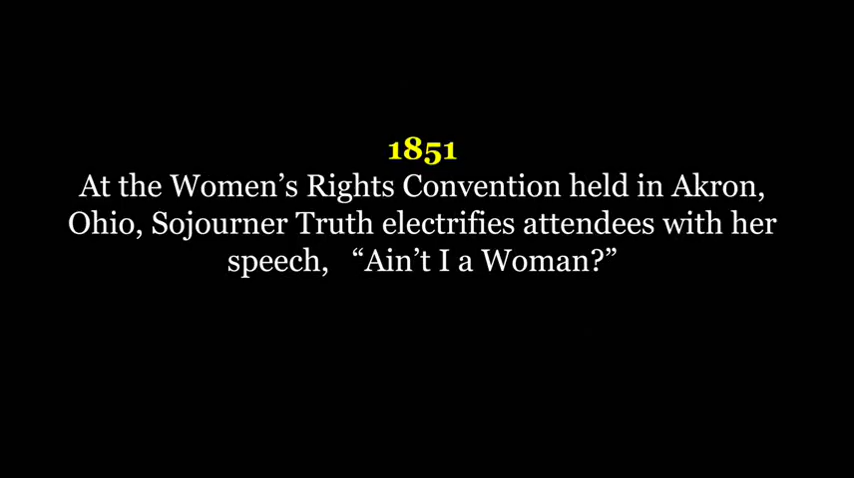 1851
At the Women’s Rights Convention held in Akron,
Ohio, Sojourner Truth electrifies attendees with her
speech,   “Ain’t I a Woman?”